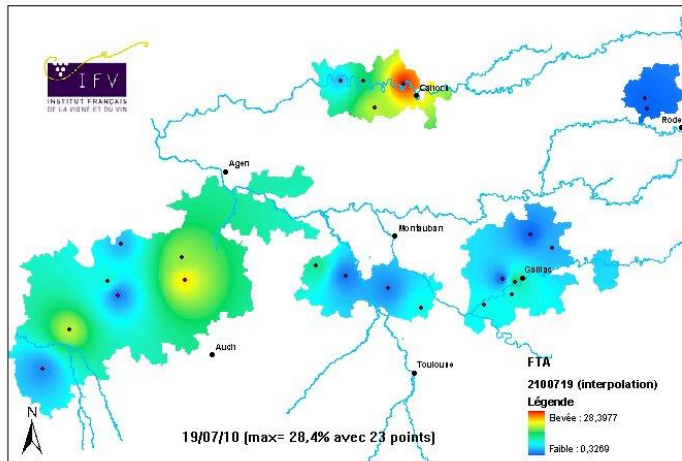 IFV
INSTITUT FRANÇAIS
DE LA VIGNE ET DU VIN
Cahors
Rode
Agen
Montauban
Gaillac
Auch
Toulouse
N
19/07/10 (max= 28,4% avec 23 points)
FTA
2100719 (interpolation)
Légende
Elevée : 28,3977
Faible : 0,3269